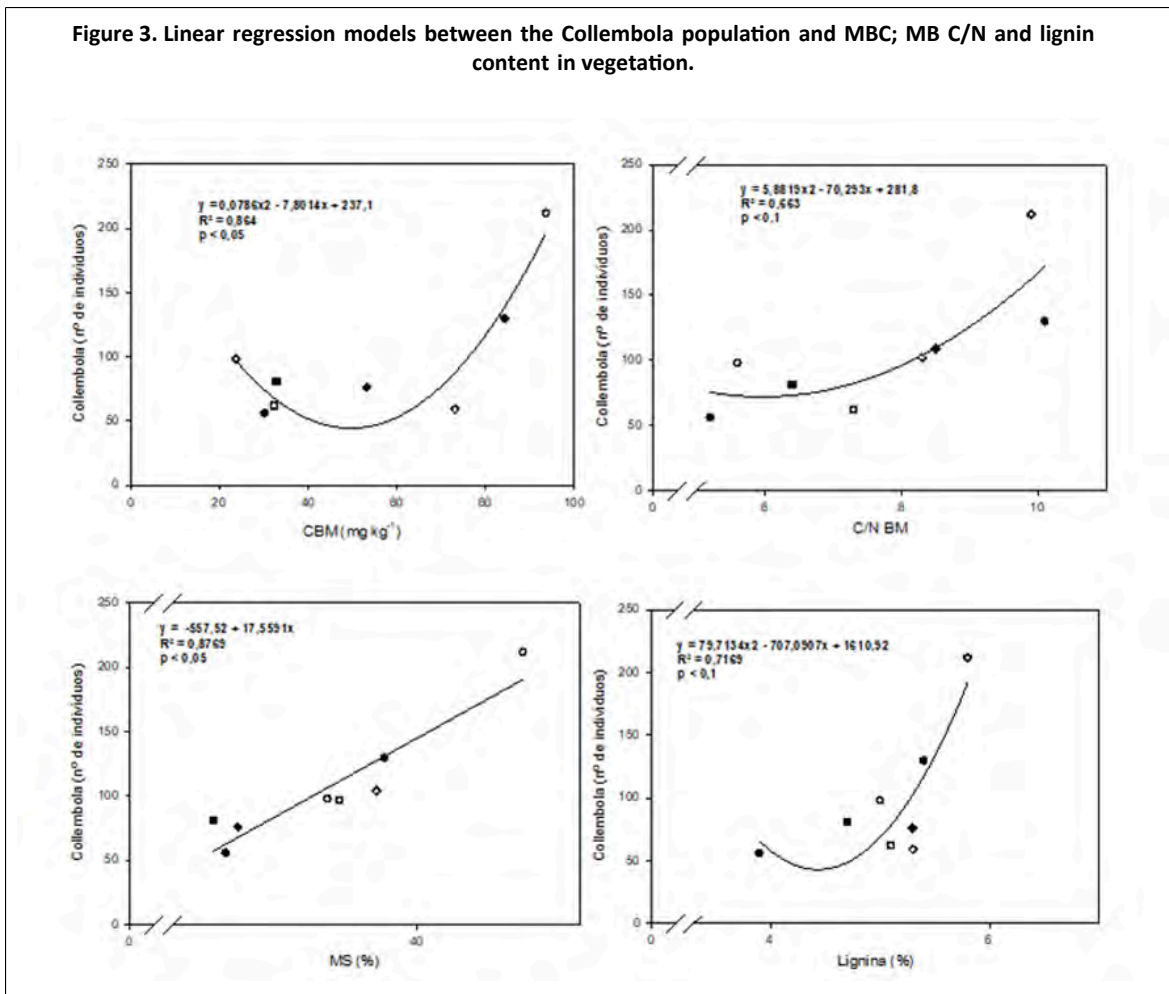 Figure 3. Linear regression models between the Collembola population and MBC; MB C/N and lignin
content in vegetation.
250
200
150
100
50
0
Collembola (nº de indivíduos)
y = 0,0786x2 - 7,8014x + 237,1
R² = 0,864
p < 0,05
0
20
40
60
80
100
CBM (mg kg⁻¹)
250
200
150
100
50
0
Collembola (nº de indivíduos)
y = 5,8819x2 - 70,293x + 281,8
R² = 0,663
p < 0,1
0
6
8
10
C/N BM
250
200
150
100
50
0
Collembola (nº de indivíduos)
y = -557,52 + 17,5591x
R² = 0,8769
p < 0,05
0
40
MS (%)
250
200
150
100
50
0
Collembola (nº de indivíduos)
y = 79,7134x2 - 707,0907x + 1610,92
R² = 0,7169
p < 0,1
0
4
6
Lignina (%)